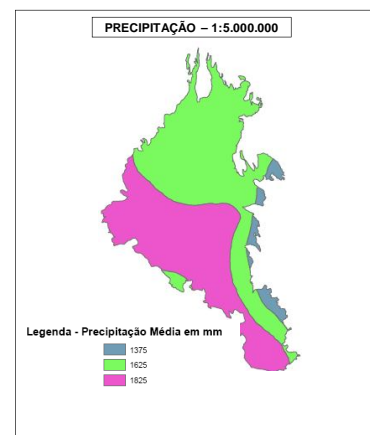 PRECIPITAÇÃO – 1:5.000.000
Legenda - Precipitação Média em mm
1375
1625
1825